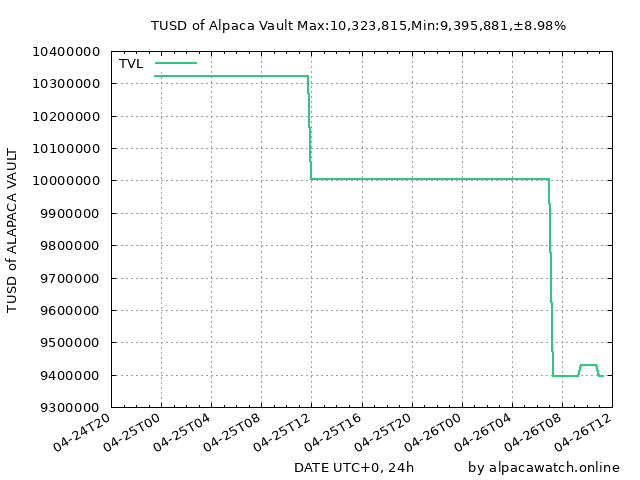 TUSD of Alpaca Vault Max:10,323,815,Min:9,395,881,±8.98%
TVL
10400000
10300000
10200000
10100000
10000000
9900000
9800000
9700000
9600000
9500000
9400000
9300000
TUSD of ALAPACA VAULT
04-24T20
04-25T00
04-25T04
04-25T08
04-25T12
04-25T16
04-25T20
04-26T00
04-26T04
04-26T08
04-26T12
DATE UTC+0, 24h
by alpacawatch.online